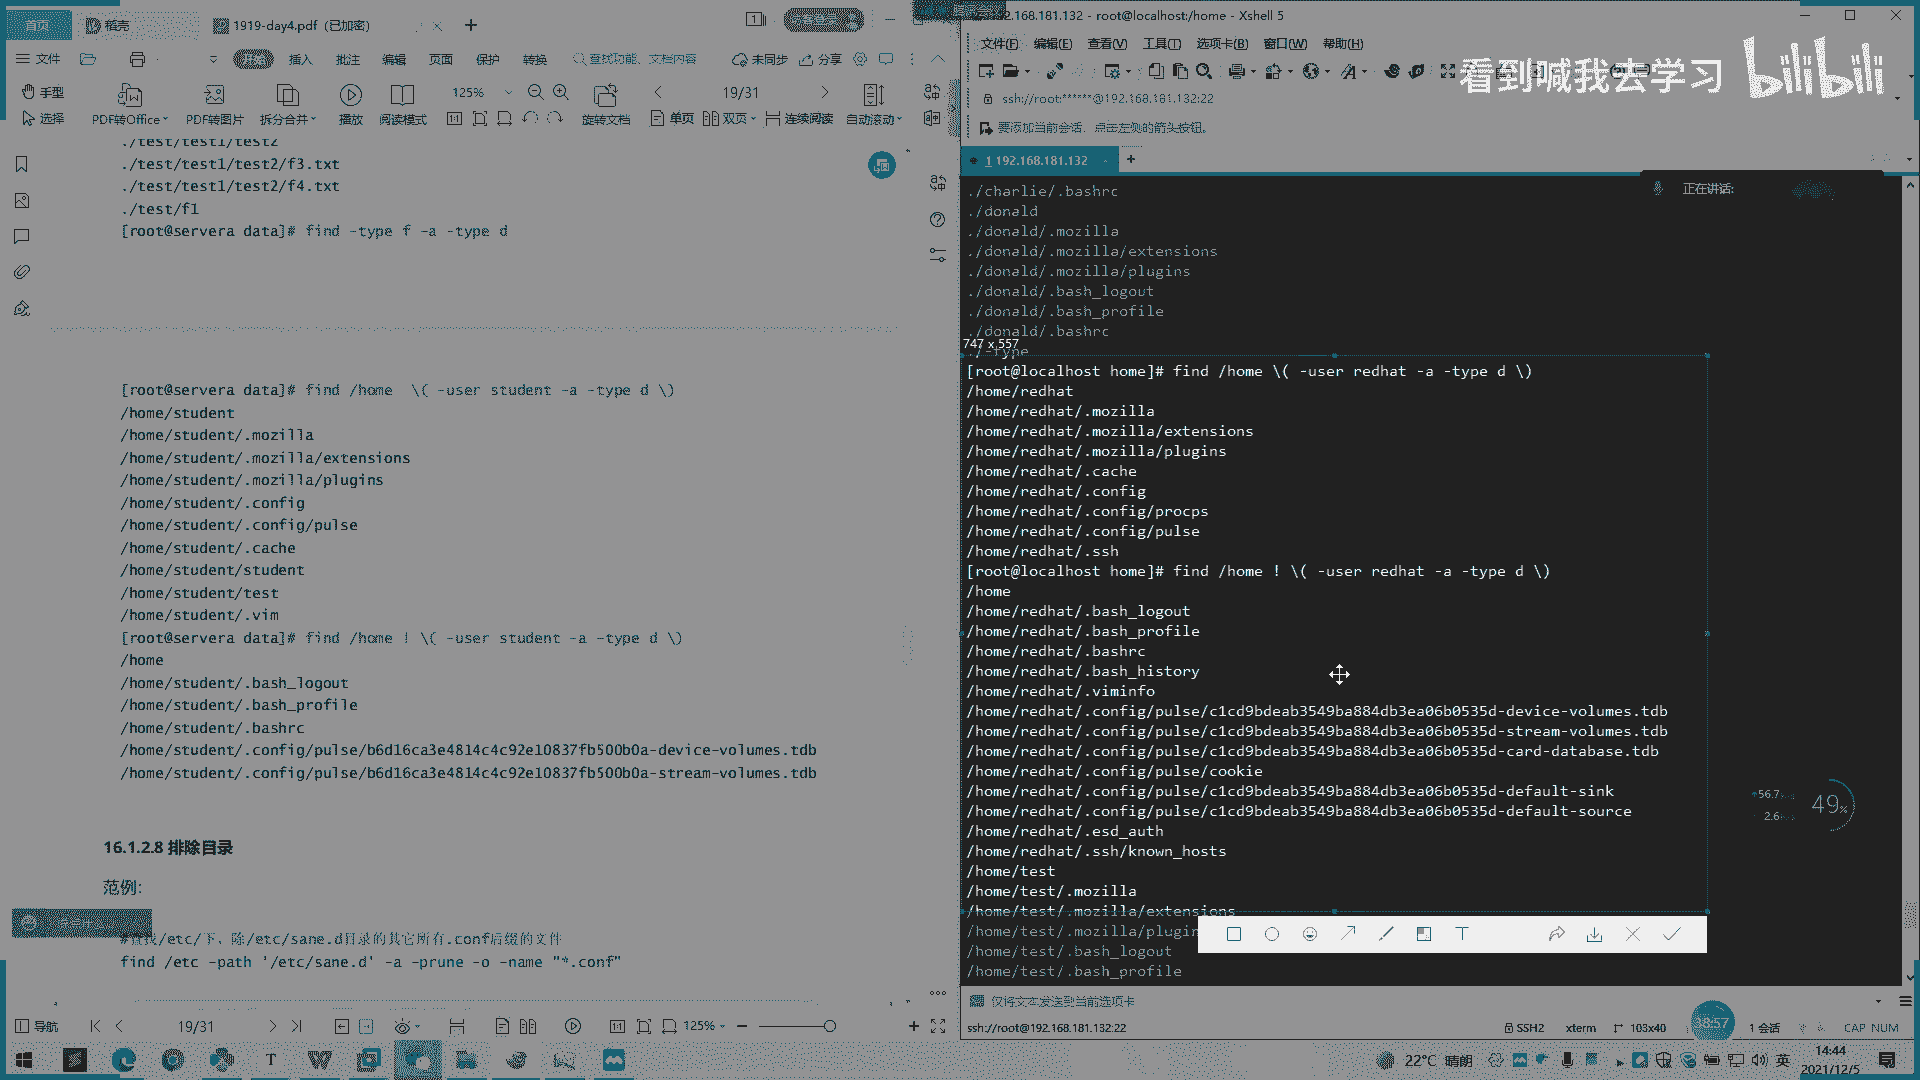 首页
稻壳
1919-day4.pdf (已加密)
文件
开始
插入
批注
编辑
页面
保护
转换
查找功能、文档内容
未同步
分享
手型
选择
PDF转Office
PDF转图片
拆分合并
播放
阅读模式
125%
旋转文档
19/31
单页
双页
连续阅读
自动滚动
./test/test1/test2
./test/test1/test2/f3.txt
./test/test1/test2/f4.txt
./test/f1
[root@servera data]# find -type f -a -type d
[root@servera data]# find /home  \( -user student -a -type d \)
/home/student
/home/student/.mozilla
/home/student/.mozilla/extensions
/home/student/.mozilla/plugins
/home/student/.config
/home/student/.config/pulse
/home/student/.cache
/home/student/student
/home/student/test
/home/student/.vim
[root@servera data]# find /home ! \( -user student -a -type d \)
/home
/home/student/.bash_logout
/home/student/.bash_profile
/home/student/.bashrc
/home/student/.config/pulse/b6d16ca3e4814c4c92e10837fb500b0a-device-volumes.tdb
/home/student/.config/pulse/b6d16ca3e4814c4c92e10837fb500b0a-stream-volumes.tdb
16.1.2.8 排除目录
范例:
#查找/etc/下，除/etc/sane.d目录的其它所有.conf后缀的文件
find /etc -path '/etc/sane.d' -a -prune -o -name "*.conf"
导航
19/31
125%
192.168.181.132 - root@localhost:/home - Xshell 5
文件(F)
编辑(E)
查看(V)
工具(T)
选项卡(B)
窗口(W)
帮助(H)
看到喊我去学习
bilibili
ssh://root:******@192.168.181.132:22
要添加当前会话，点击左侧的箭头按钮。
1 192.168.181.132
正在讲话:
./charlie/.bashrc
./donald
./donald/.mozilla
./donald/.mozilla/extensions
./donald/.mozilla/plugins
./donald/.bash_logout
./donald/.bash_profile
./donald/.bashrc
747 x 557
./-type
[root@localhost home]# find /home \( -user redhat -a -type d \)
/home/redhat
/home/redhat/.mozilla
/home/redhat/.mozilla/extensions
/home/redhat/.mozilla/plugins
/home/redhat/.cache
/home/redhat/.config
/home/redhat/.config/procps
/home/redhat/.config/pulse
/home/redhat/.ssh
[root@localhost home]# find /home ! \( -user redhat -a -type d \)
/home
/home/redhat/.bash_logout
/home/redhat/.bash_profile
/home/redhat/.bashrc
/home/redhat/.bash_history
/home/redhat/.viminfo
/home/redhat/.config/pulse/c1cd9bdeab3549ba884db3ea06b0535d-device-volumes.tdb
/home/redhat/.config/pulse/c1cd9bdeab3549ba884db3ea06b0535d-stream-volumes.tdb
/home/redhat/.config/pulse/c1cd9bdeab3549ba884db3ea06b0535d-card-database.tdb
/home/redhat/.config/pulse/cookie
/home/redhat/.config/pulse/c1cd9bdeab3549ba884db3ea06b0535d-default-sink
/home/redhat/.config/pulse/c1cd9bdeab3549ba884db3ea06b0535d-default-source
/home/redhat/.esd_auth
/home/redhat/.ssh/known_hosts
/home/test
/home/test/.mozilla
/home/test/.mozilla/extensions
/home/test/.mozilla/plugin
/home/test/.bash_logout
/home/test/.bash_profile
56.7
2.6
49%
仅将文本发送到当前选项卡
ssh://root@192.168.181.132:22
SSH2
xterm
103x40
38:57
1 会话
CAP NUM
22°C 晴朗
英
14:44
2021/12/5